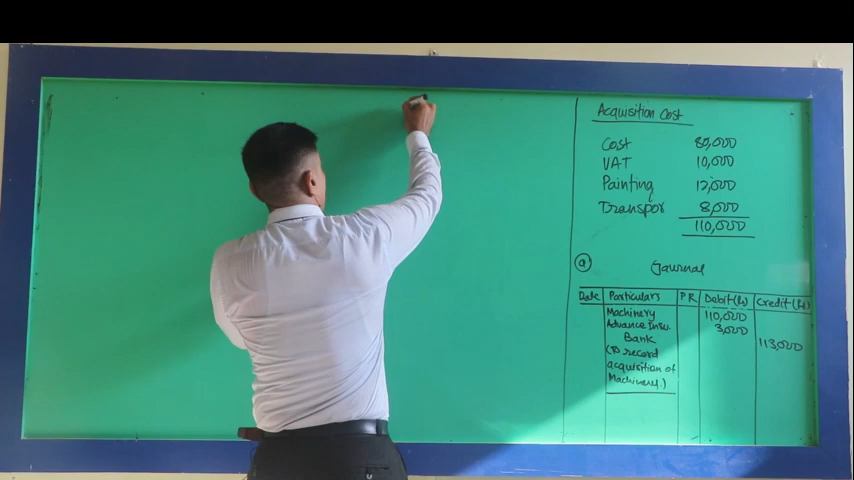 Acquisition Cost
Cost 80,000
VAT 10,000
Painting 12,000
Transpor 8,000
110,000
(a) Journal
Date Particulars P R Debit(Rs) Credit(Rs)
Machinery 110,000
Advance Insu. 3,000
Bank 113,000
(To record
acquisition of
Machinery.)